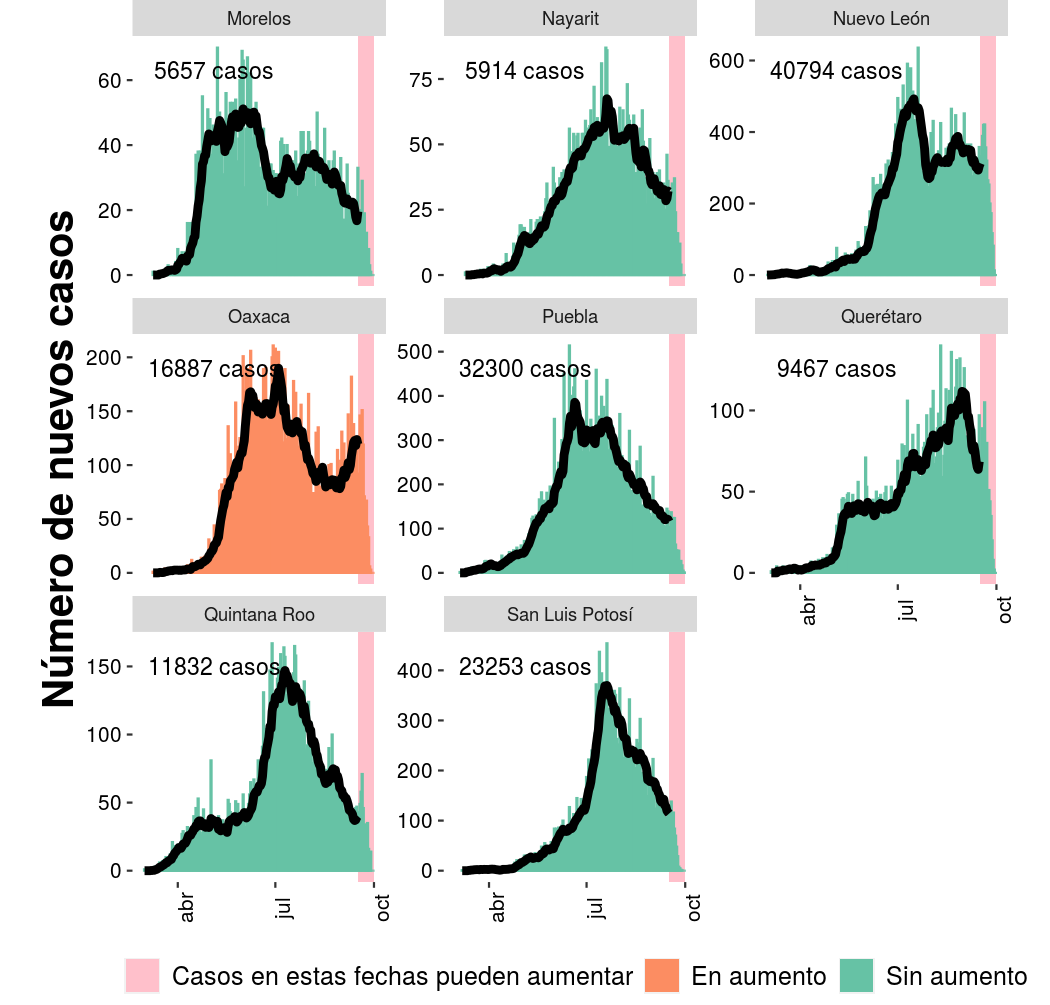 Morelos
Nayarit
Nuevo León
5657 casos
5914 casos
40794 casos
60
40
20
0
75
50
25
0
600
400
200
0
Número de nuevos casos
Oaxaca
Puebla
Querétaro
16887 casos
32300 casos
9467 casos
200
150
100
50
0
500
400
300
200
100
0
100
50
0
abr
jul
oct
Quintana Roo
San Luis Potosí
11832 casos
23253 casos
150
100
50
0
400
300
200
100
0
abr
jul
oct
abr
jul
oct
Casos en estas fechas pueden aumentar
En aumento
Sin aumento